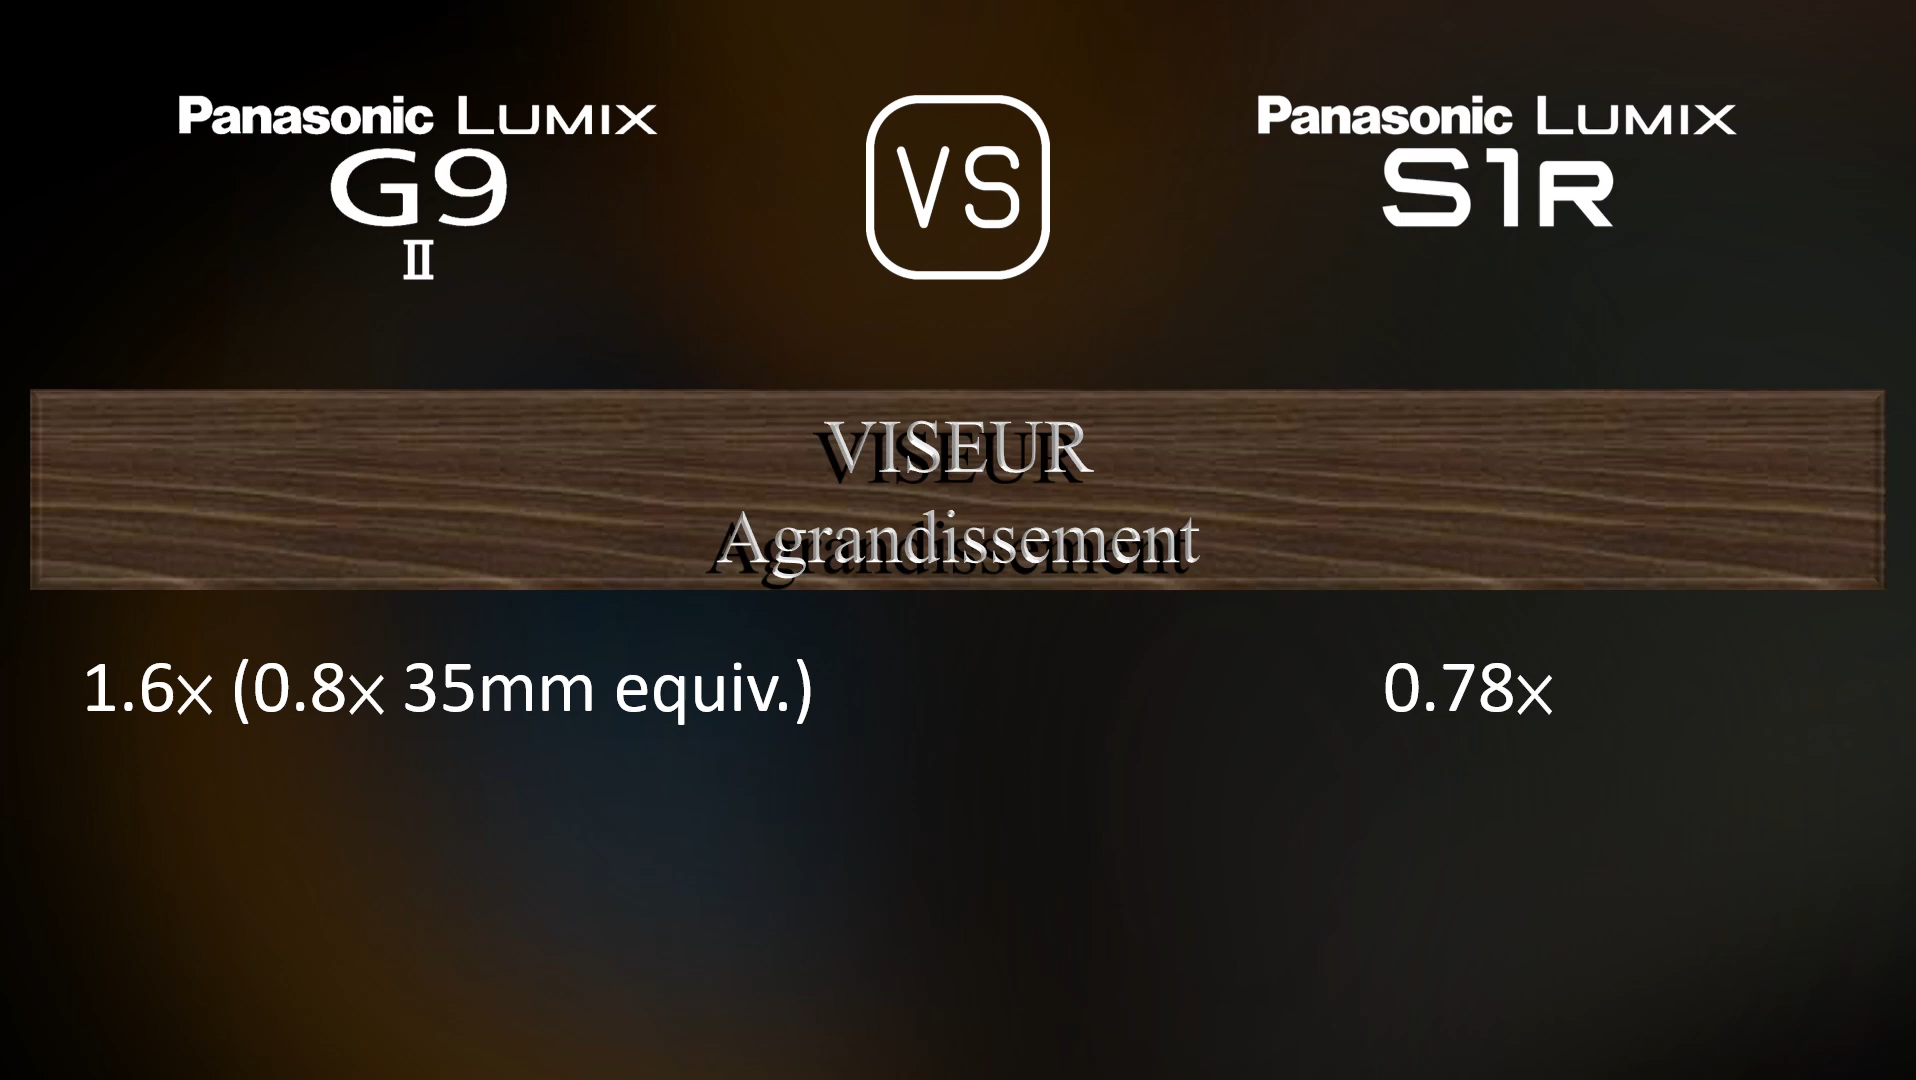 Panasonic LUMIX
G9
II
VS
Panasonic LUMIX
S1R
VISEUR
Agrandissement
1.6x (0.8x 35mm equiv.)
0.78x